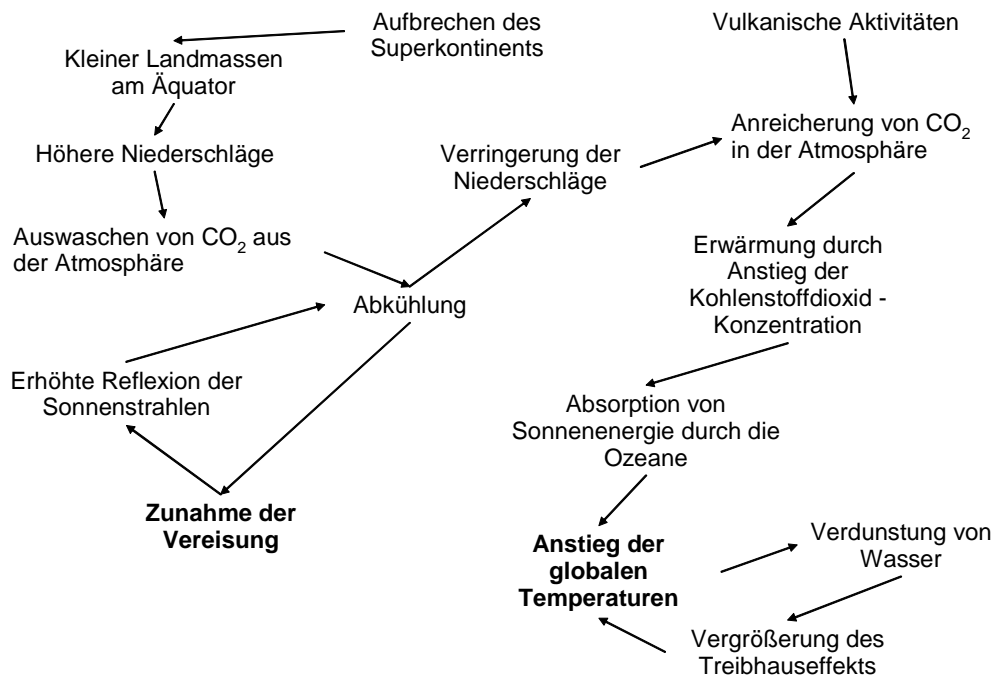 Aufbrechen des
Superkontinents
Vulkanische Aktivitäten
Kleiner Landmassen
am Äquator
Höhere Niederschläge
Verringerung der
Niederschläge
Anreicherung von CO₂
in der Atmosphäre
Auswaschen von CO₂ aus
der Atmosphäre
Erwärmung durch
Anstieg der
Kohlenstoffdioxid -
Konzentration
Abkühlung
Erhöhte Reflexion der
Sonnenstrahlen
Absorption von
Sonnenenergie durch die
Ozeane
Zunahme der
Vereisung
Anstieg der
globalen
Temperaturen
Verdunstung von
Wasser
Vergrößerung des
Treibhauseffekts